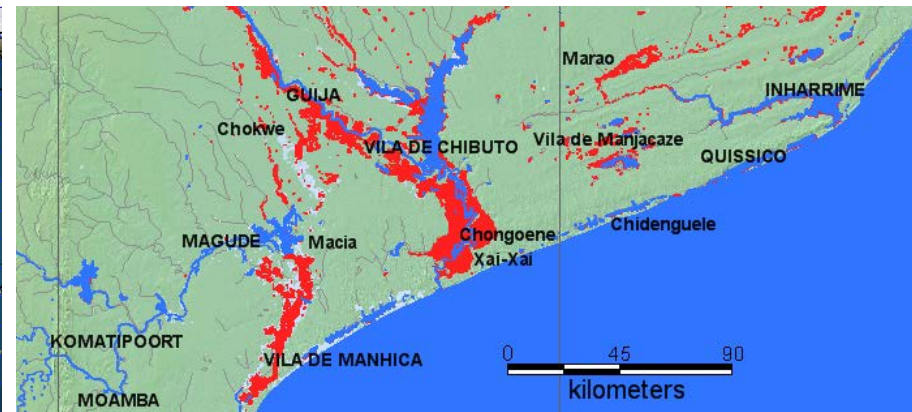 Marao
GUIJA
INHARRIME
Chokwe
VILA DE CHIBUTO
Vila de Manjacaze
QUISSICO
Chidenguele
MAGUDE
Macia
Chongoene
Xai-Xai
KOMATIPOORT
VILA DE MANHICA
0 45 90
kilometers
MOAMBA